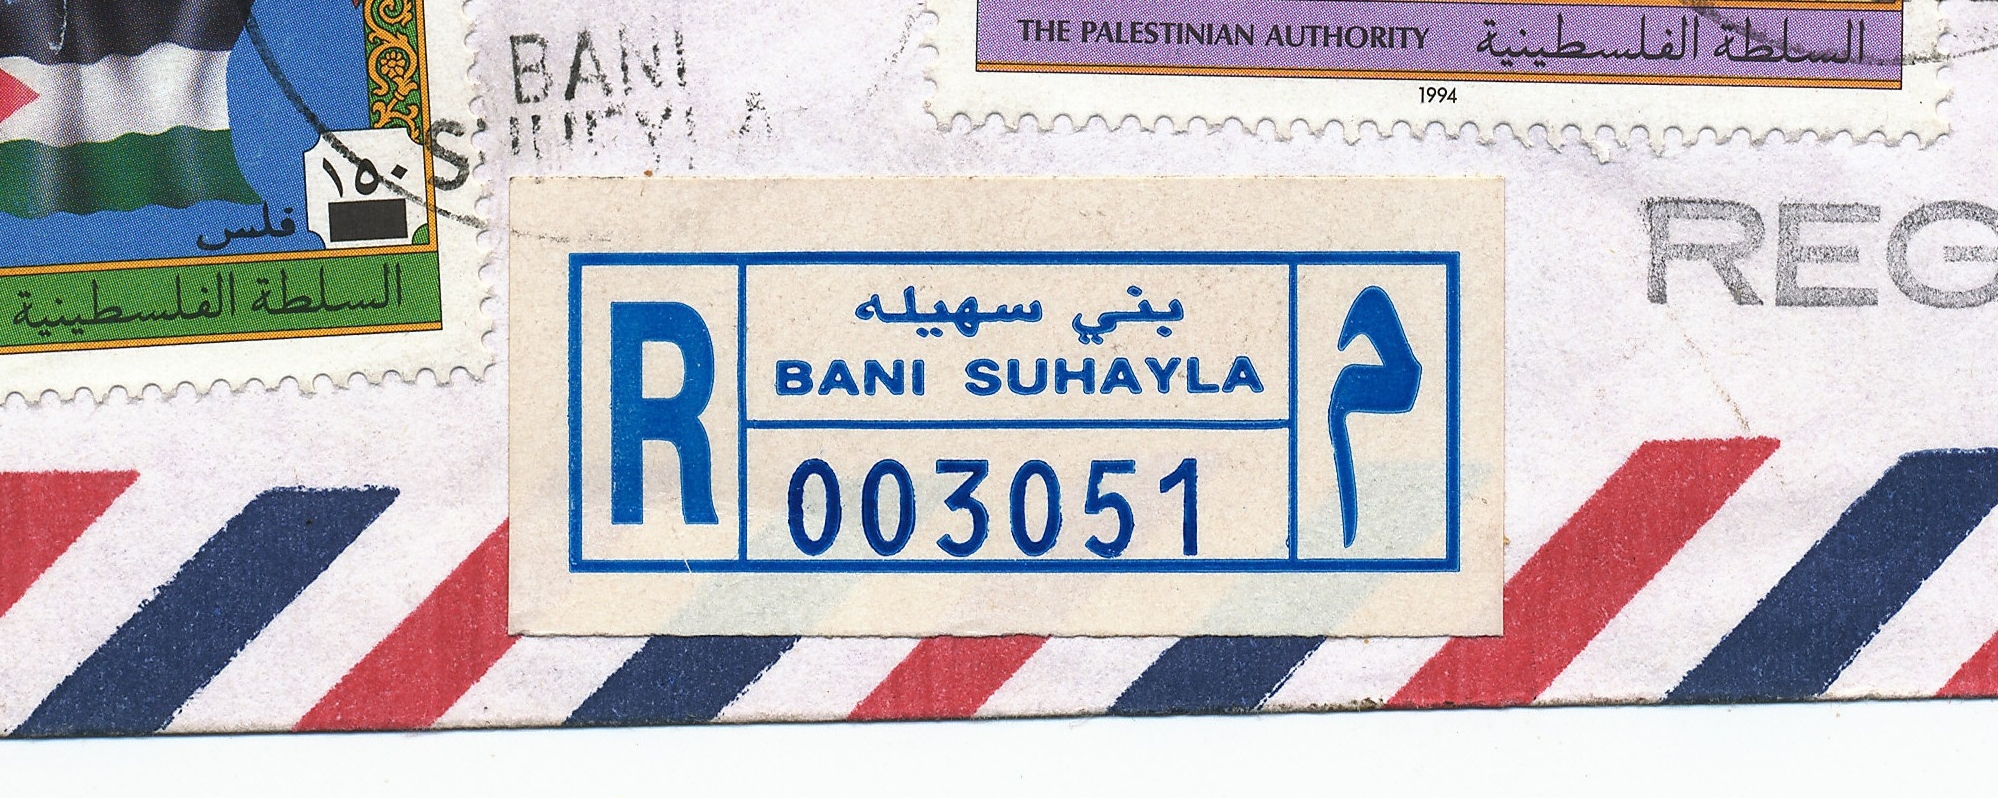 THE PALESTINIAN AUTHORITY السلطة الفلسطينية
1994
BANI
١٥٠
فلس
السلطة الفلسطينية
REG
R
بني سهيله
BANI SUHAYLA
003051
م